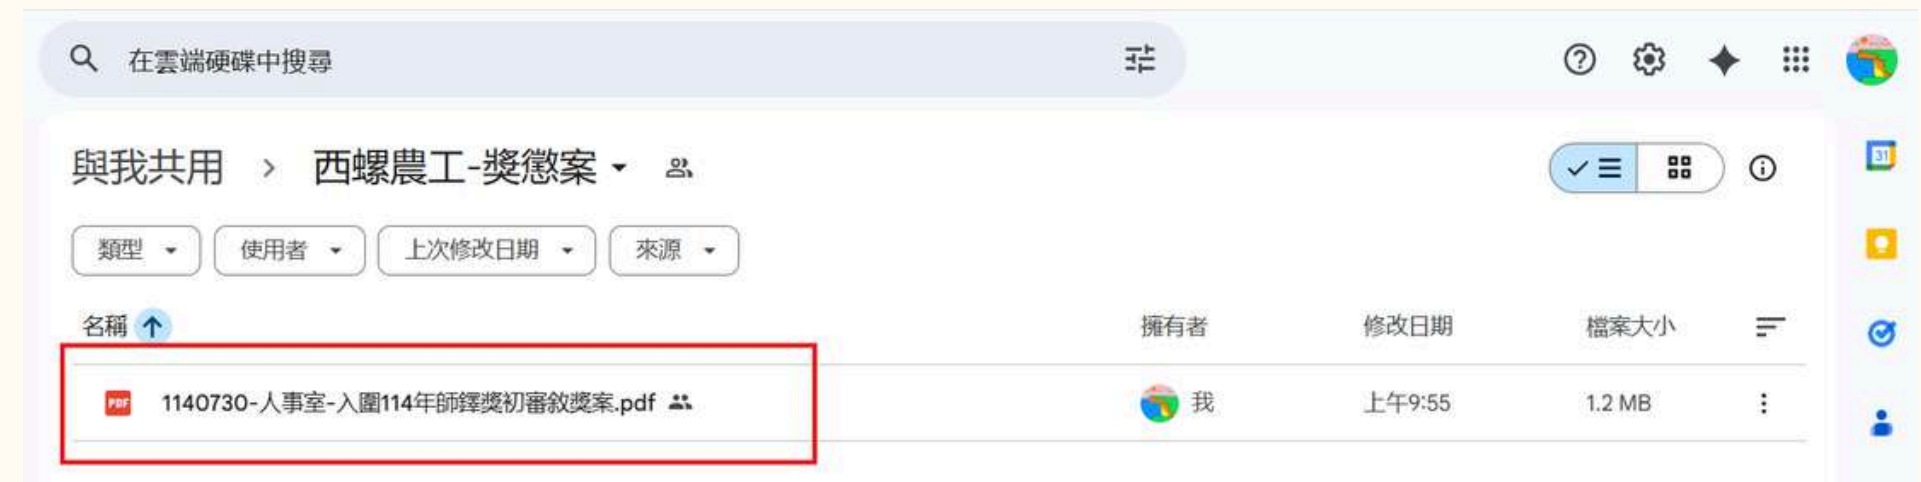 在雲端硬碟中搜尋
與我共用 > 西螺農工-獎懲案
類型 使用者 上次修改日期 來源
名稱 擁有者 修改日期 檔案大小
PDF 1140730-人事室-入圍114年師鐸獎初審敘獎案.pdf 我 上午9:55 1.2 MB
31